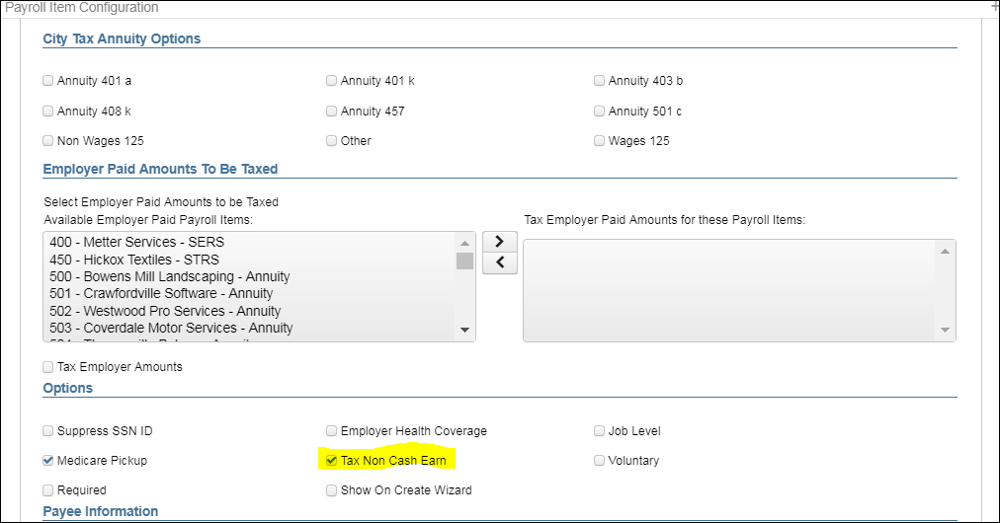 Payroll Item Configuration
City Tax Annuity Options
Annuity 401 a Annuity 401 k Annuity 403 b
Annuity 408 k Annuity 457 Annuity 501 c
Non Wages 125 Other Wages 125
Employer Paid Amounts To Be Taxed
Select Employer Paid Amounts to be Taxed
Available Employer Paid Payroll Items: Tax Employer Paid Amounts for these Payroll Items:
400 - Metter Services - SERS
450 - Hickox Textiles - STRS
500 - Bowens Mill Landscaping - Annuity
501 - Crawfordville Software - Annuity
502 - Westwood Pro Services - Annuity
503 - Coverdale Motor Services - Annuity
Tax Employer Amounts
Options
Suppress SSN ID Employer Health Coverage Job Level
Medicare Pickup Tax Non Cash Earn Voluntary
Required Show On Create Wizard
Payee Information